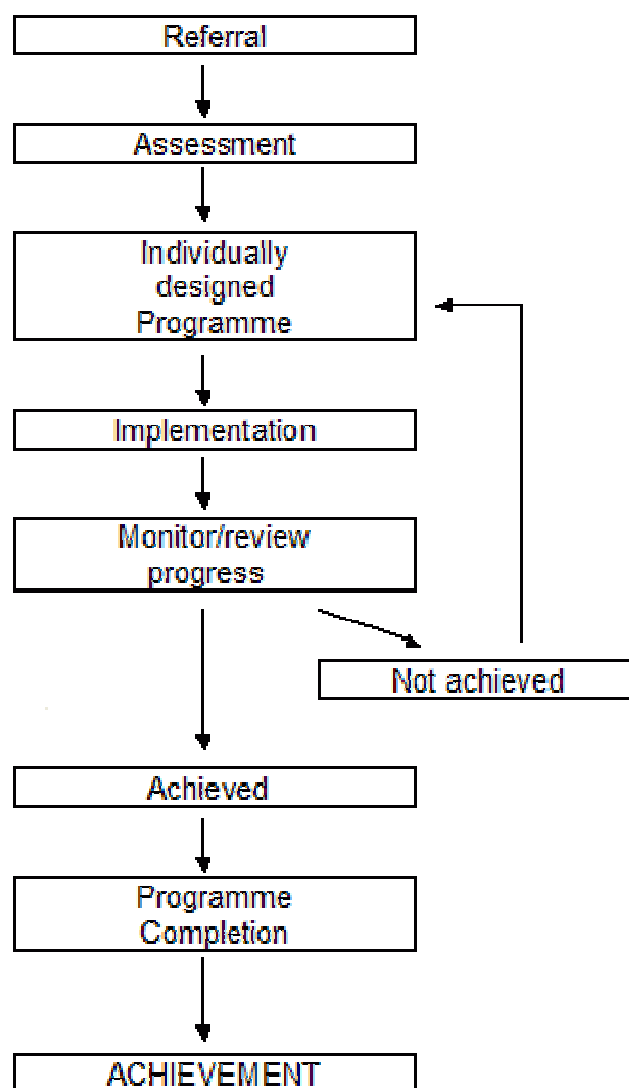 Referral
Assessment
Individually
designed
Programme
Implementation
Monitor/review
progress
Not achieved
Achieved
Programme
Completion
ACHIEVEMENT